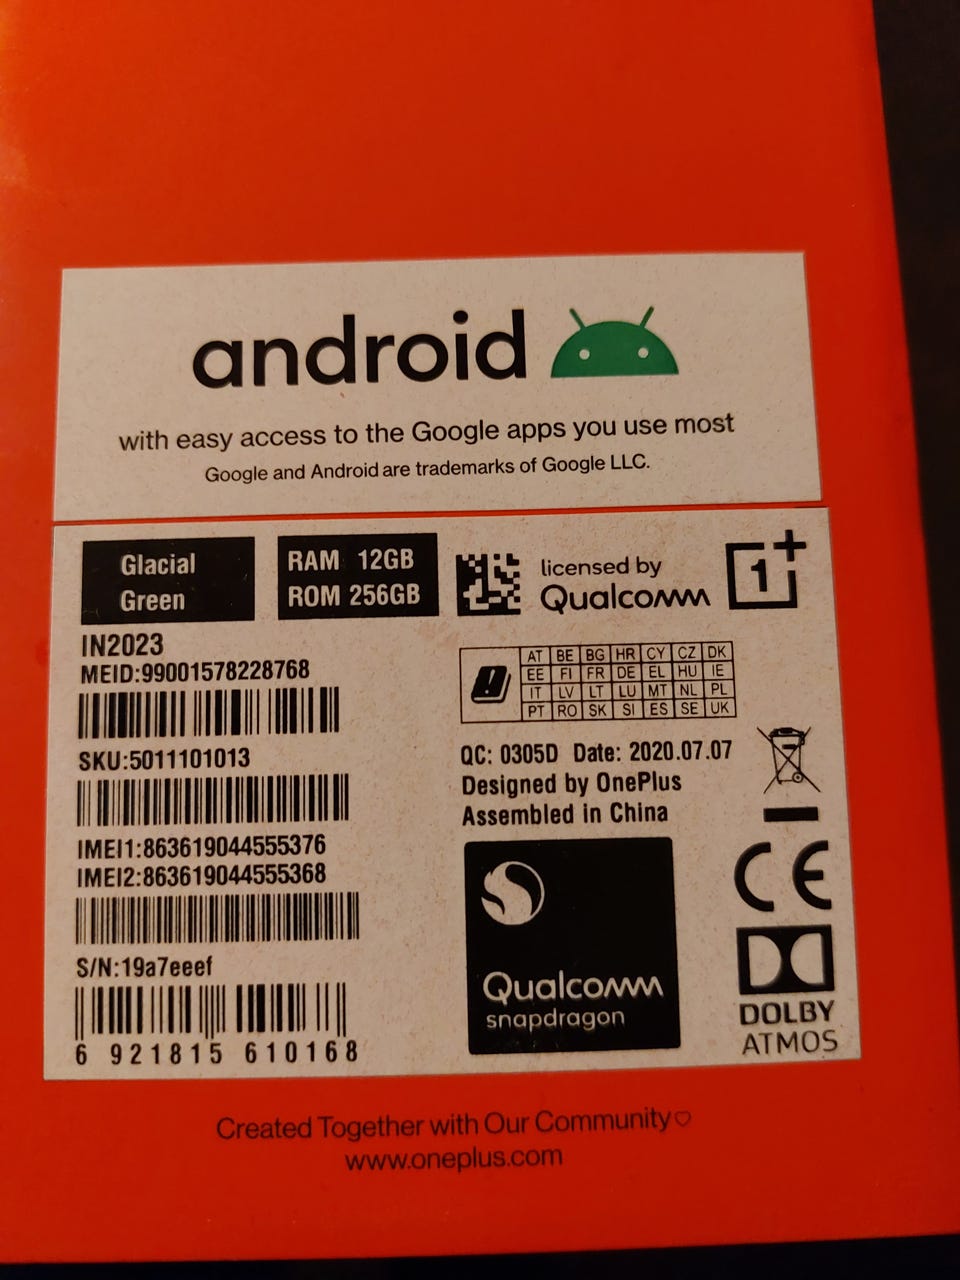 android
with easy access to the Google apps you use most
Google and Android are trademarks of Google LLC.
Glacial
Green
RAM 12GB
ROM 256GB
licensed by
Qualcomm
1+
IN2023
MEID:99001578228768
SKU:5011101013
IMEI1:863619044555376
IMEI2:863619044555368
S/N:19a7eeef
6 921815 610168
AT BE BG HR CY CZ DK
EE FI FR DE EL HU IE
IT LV LT LU MT NL PL
PT RO SK SI ES SE UK
QC: 0305D Date: 2020.07.07
Designed by OnePlus
Assembled in China
Qualcomm
snapdragon
CE
DOLBY
ATMOS
Created Together with Our Community♡
www.oneplus.com